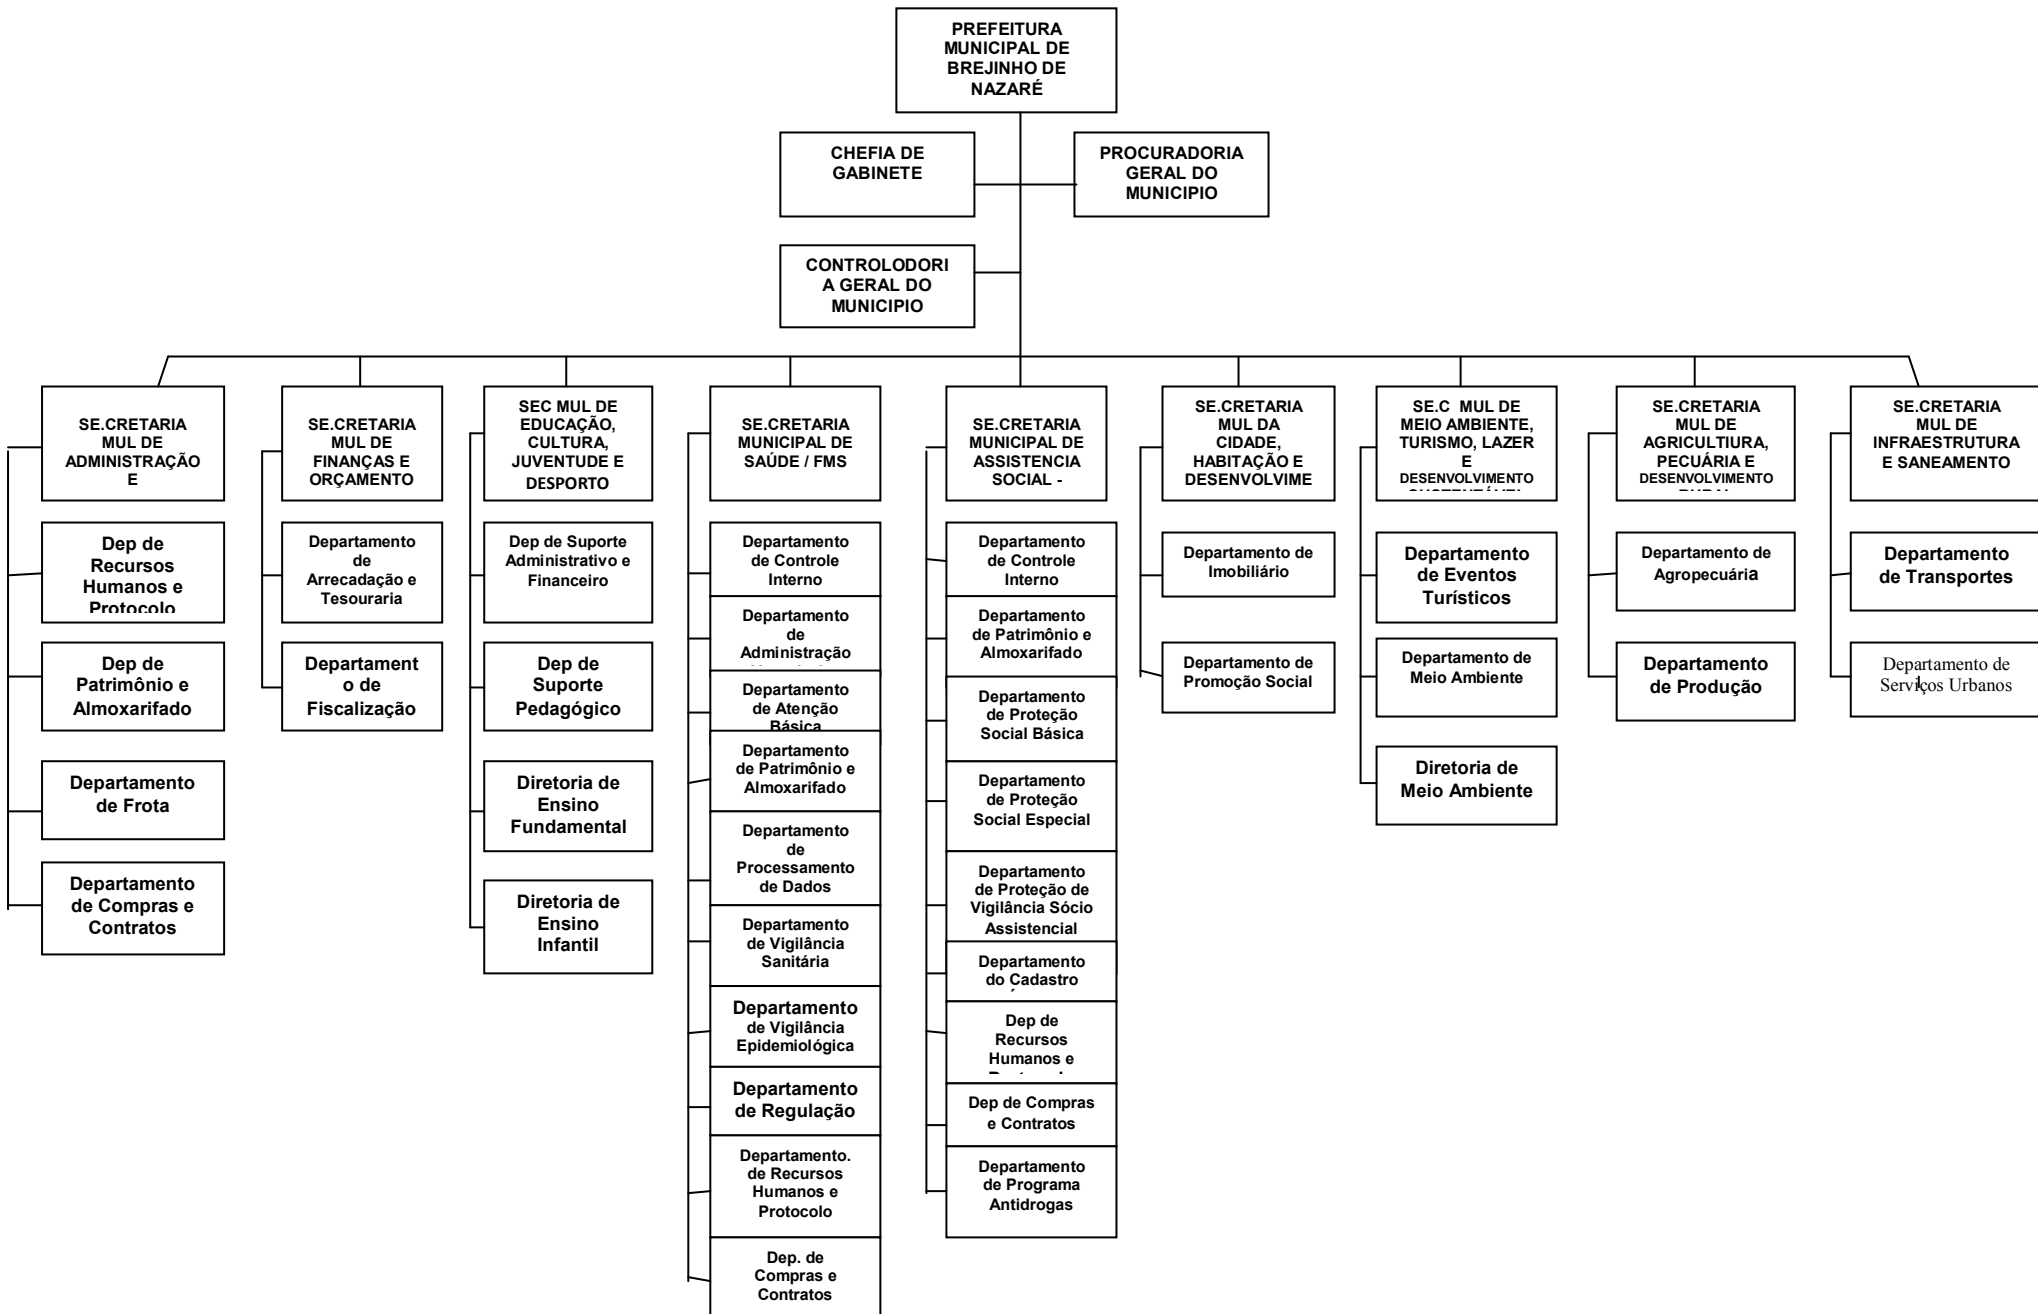 PREFEITURA
MUNICIPAL DE
BREJINHO DE
NAZARÉ
CHEFIA DE
GABINETE
PROCURADORIA
GERAL DO
MUNICIPIO
CONTROLODORI
A GERAL DO
MUNICIPIO
SE.CRETARIA
MUL DE
ADMINISTRAÇÃO
E
SE.CRETARIA
MUL DE
FINANÇAS E
ORÇAMENTO
SEC MUL DE
EDUCAÇÃO,
CULTURA,
JUVENTUDE E
DESPORTO
SE.CRETARIA
MUNICIPAL DE
SAÚDE / FMS
SE.CRETARIA
MUNICIPAL DE
ASSISTENCIA
SOCIAL -
SE.CRETARIA
MUL DA
CIDADE,
HABITAÇÃO E
DESENVOLVIME
SE.C MUL DE
MEIO AMBIENTE,
TURISMO, LAZER
E
DESENVOLVIMENTO
SE.CRETARIA
MUL DE
AGRICULTIURA,
PECUÁRIA E
DESENVOLVIMENTO
SE.CRETARIA
MUL DE
INFRAESTRUTURA
E SANEAMENTO
Dep de
Recursos
Humanos e
Protocolo
Dep de
Patrimônio e
Almoxarifado
Departamento
de Frota
Departamento
de Compras e
Contratos
Departamento
de
Arrecadação e
Tesouraria
Departament
o de
Fiscalização
Dep de Suporte
Administrativo e
Financeiro
Dep de
Suporte
Pedagógico
Diretoria de
Ensino
Fundamental
Diretoria de
Ensino
Infantil
Departamento
de Controle
Interno
Departamento
de
Administração
Departamento
de Atenção
Básica
Departamento
de Patrimônio e
Almoxarifado
Departamento
de
Processamento
de Dados
Departamento
de Vigilância
Sanitária
Departamento
de Vigilância
Epidemiológica
Departamento
de Regulação
Departamento.
de Recursos
Humanos e
Protocolo
Dep. de
Compras e
Contratos
Departamento
de Controle
Interno
Departamento
de Patrimônio e
Almoxarifado
Departamento
de Proteção
Social Básica
Departamento
de Proteção
Social Especial
Departamento
de Proteção de
Vigilância Sócio
Assistencial
Departamento
do Cadastro
Dep de
Recursos
Humanos e
Dep de Compras
e Contratos
Departamento
de Programa
Antidrogas
Departamento de
Imobiliário
Departamento de
Promoção Social
Departamento
de Eventos
Turísticos
Departamento de
Meio Ambiente
Diretoria de
Meio Ambiente
Departamento de
Agropecuária
Departamento
de Produção
Departamento
de Transportes
Departamento de
Serviços Urbanos